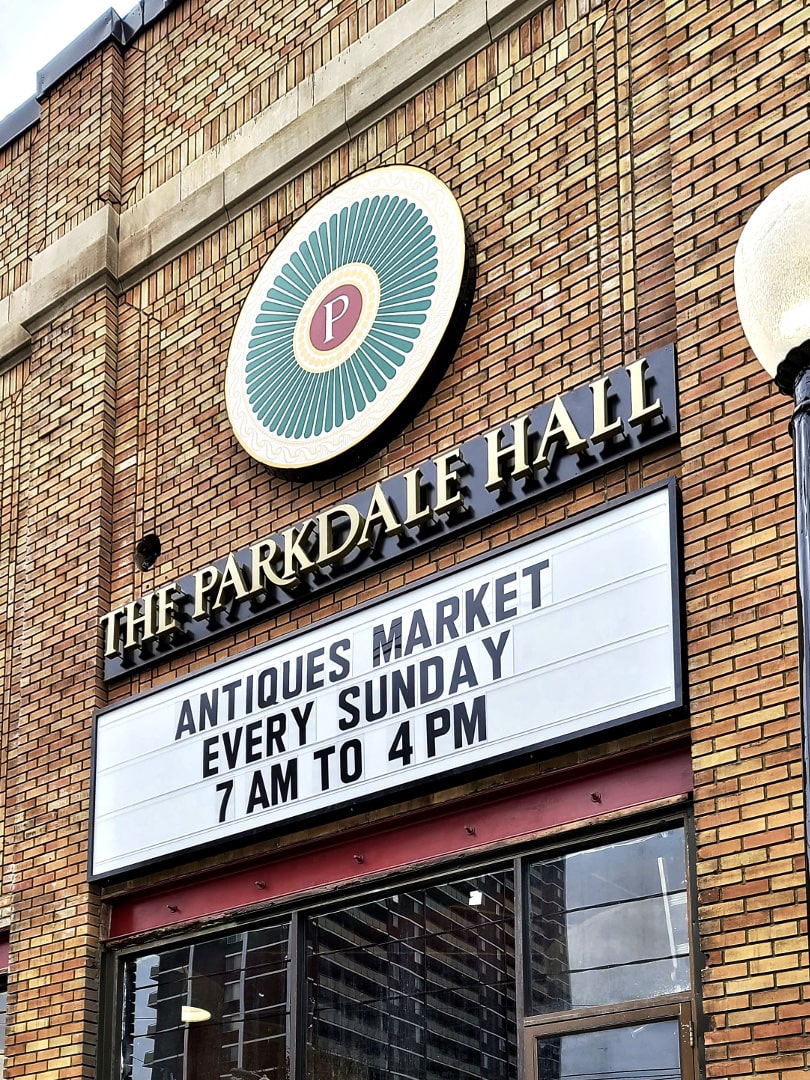 P
THE PARKDALE HALL
ANTIQUES MARKET
EVERY SUNDAY
7 AM TO 4 PM